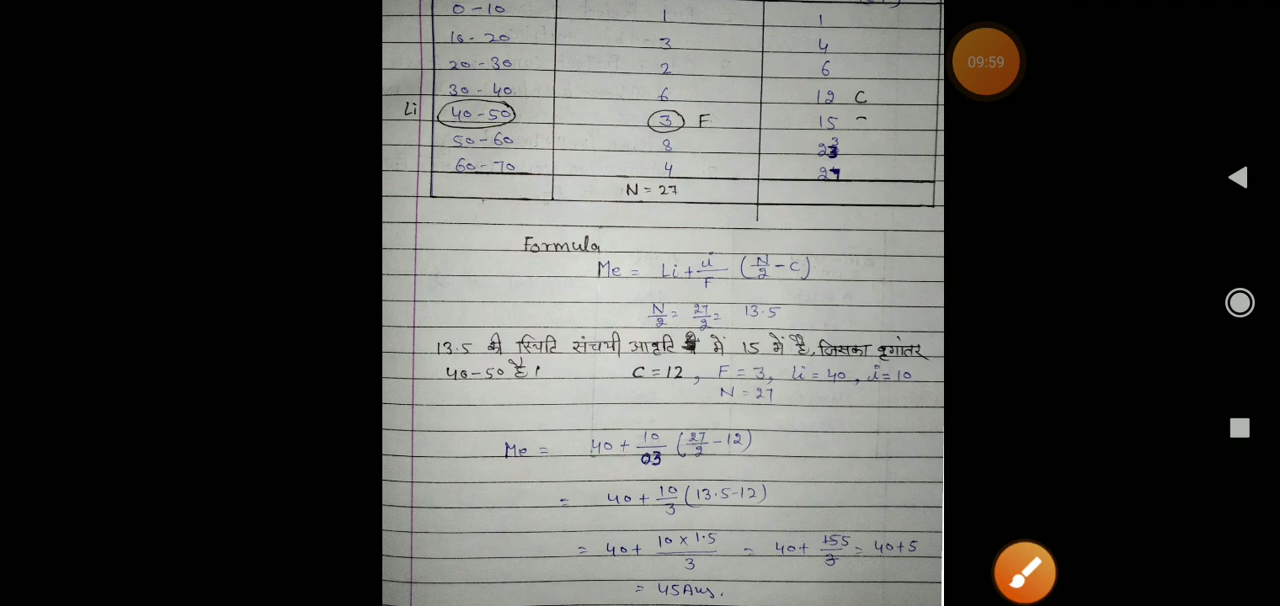 0-10 1 1
16-20 3 4
20-30 2 6
30-40 6 12 C
Li 40-50 3 F 15
50-60 8 23
60-70 4 27
N = 27
09:59
Formula
Me = Li + i/F (N/2 - C)
N/2 = 27/2 = 13.5
13.5 की स्थिति संचयी आवृति में 15 में है, जिसका वृगांतर
40-50 है। C = 12, F = 3, Li = 40, i = 10
N = 27
Me = 40 + 10/03 (27/2 - 12)
= 40 + 10/3 (13.5-12)
= 40 + 10 x 1.5/3 = 40 + 155/3 = 40+5
= 45 Ans.